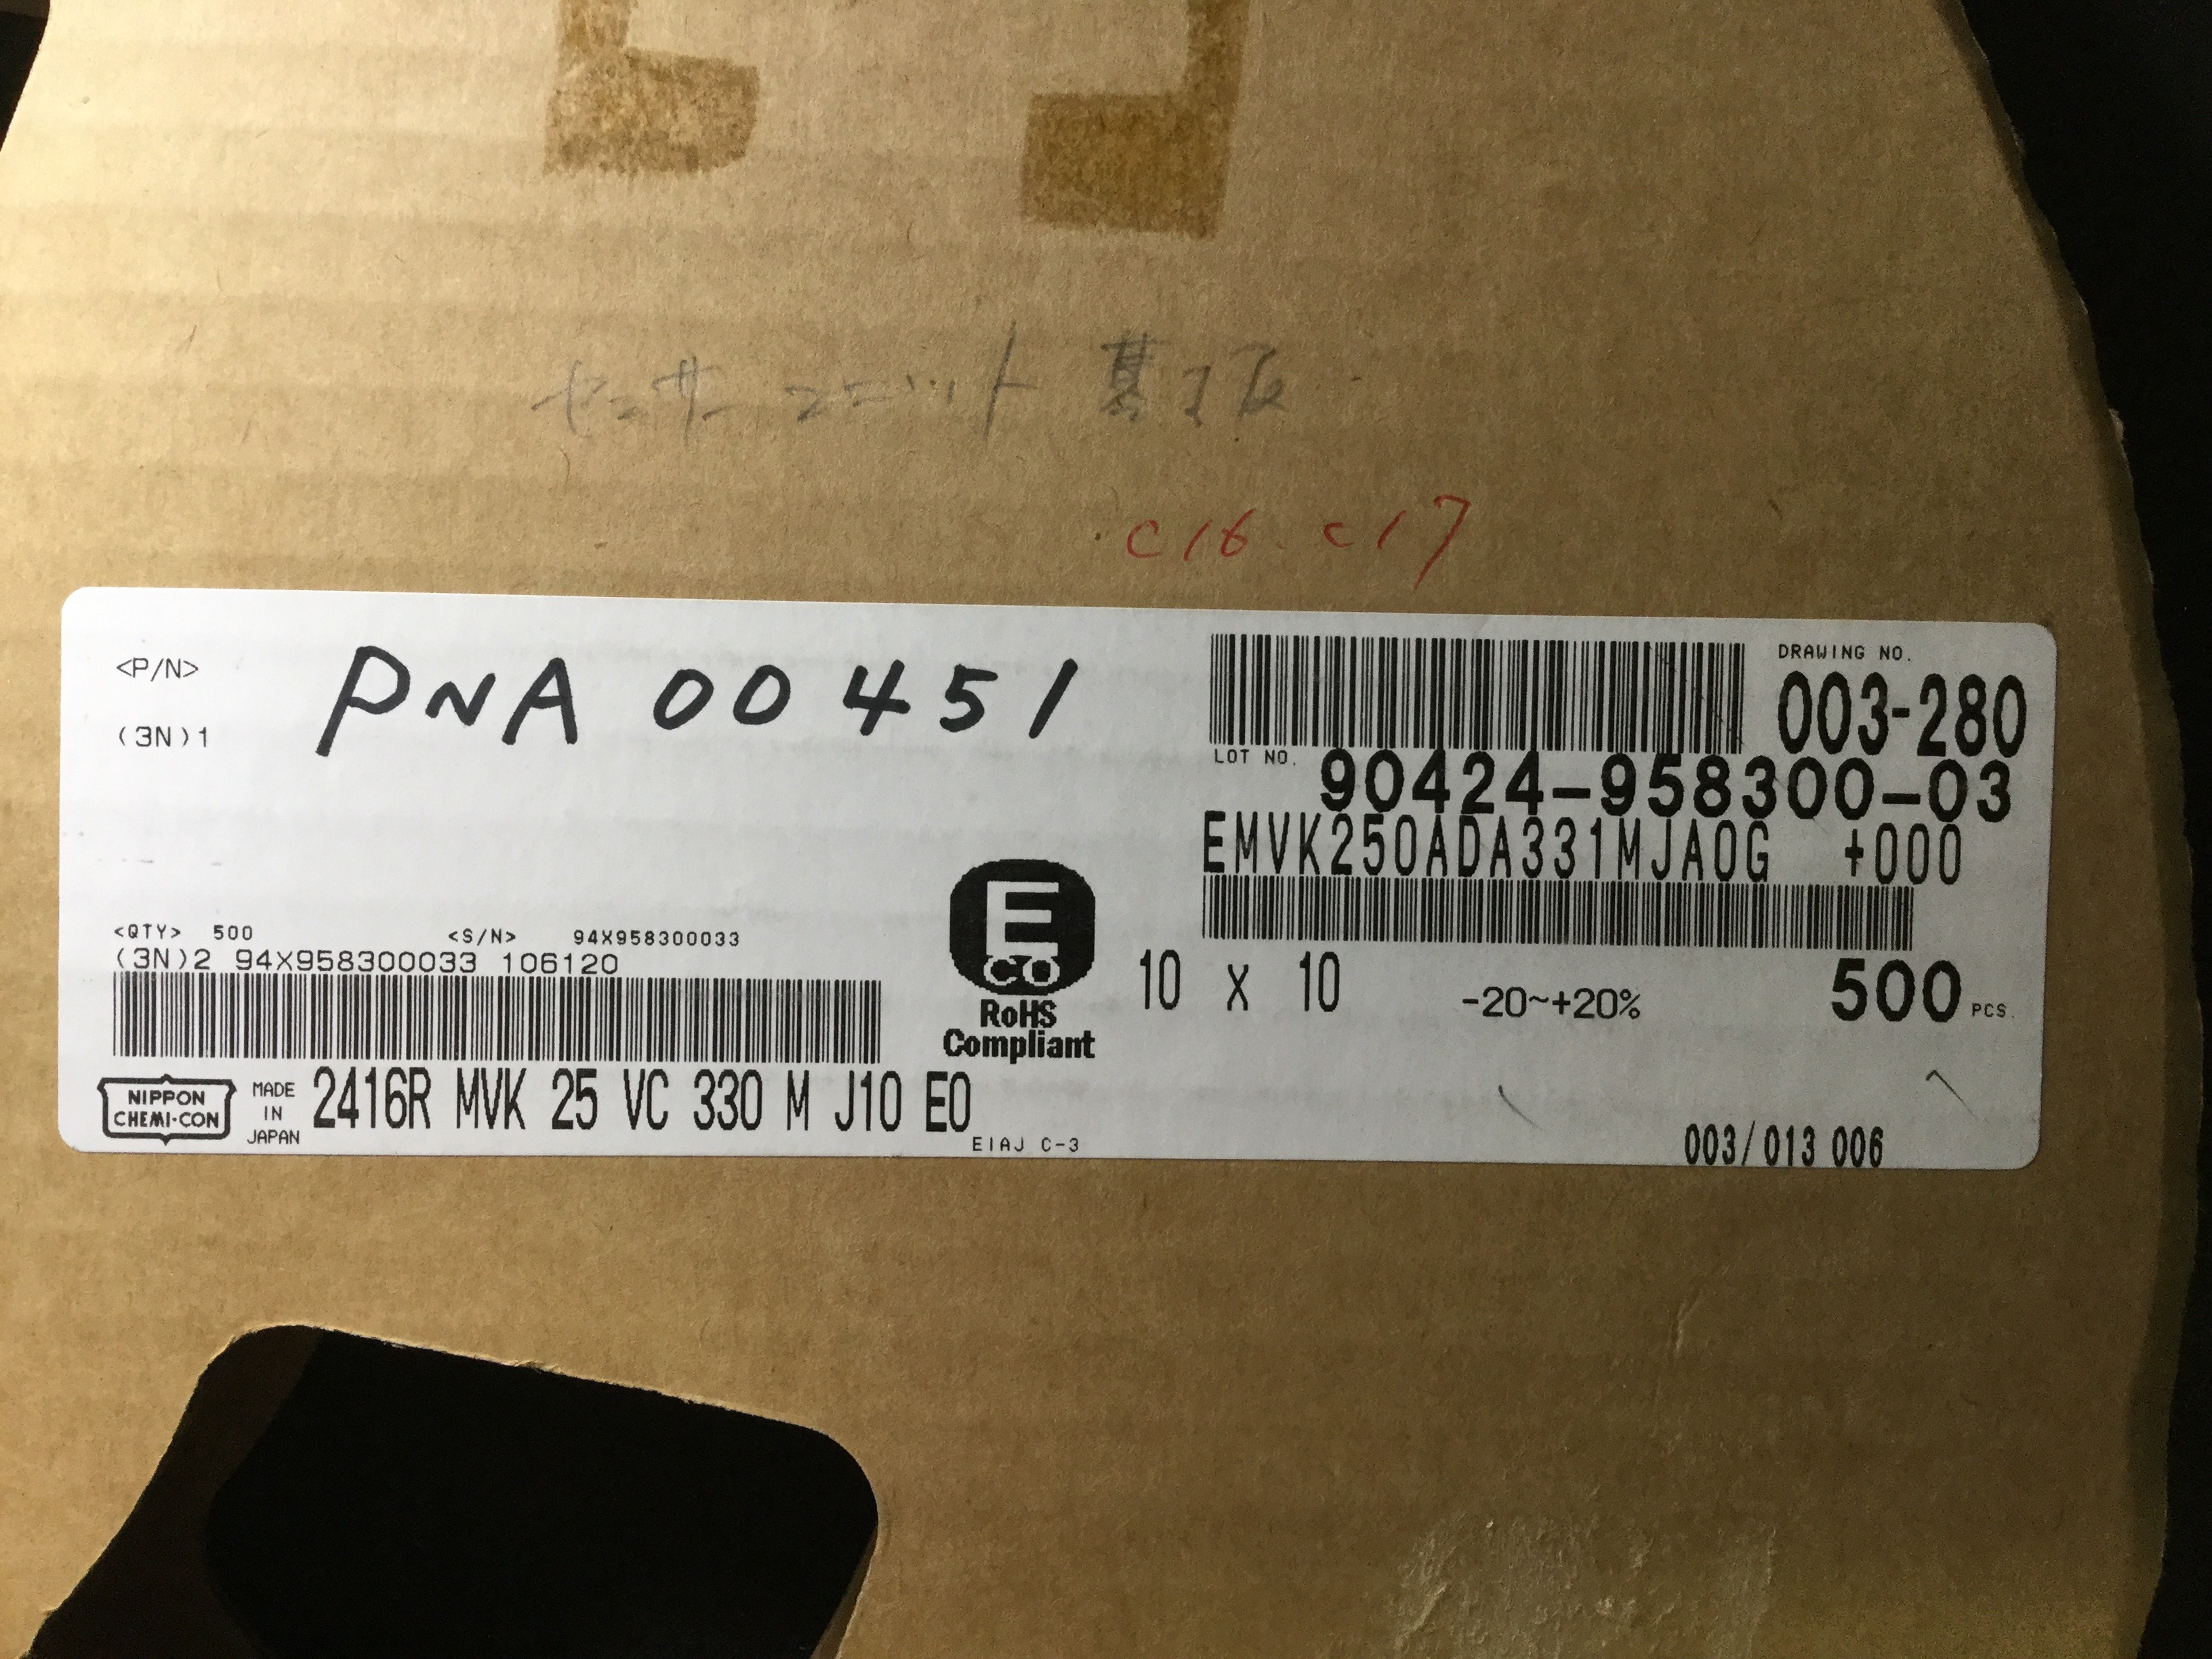 センサーユニット 基板
C16. C17
<P/N> PNA 00451
(3N)1
DRAWING NO.
003-280
LOT NO. 90424-958300-03
EMVK250ADA331MJA0G +000
<QTY> 500 <S/N> 94X958300033
(3N)2 94X958300033 106120
ECO
RoHS
Compliant
10 x 10 -20~+20% 500 PCS.
NIPPON
CHEMI-CON
MADE
IN
JAPAN
2416R MVK 25 VC 330 M J10 E0
EIAJ C-3
003/013 006